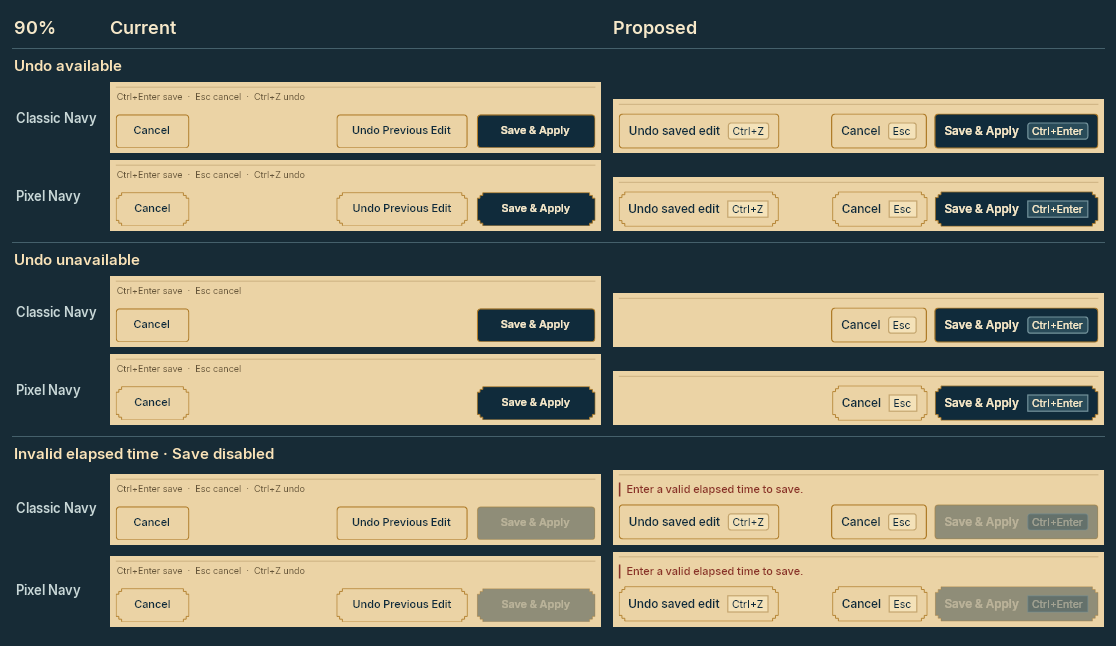 90% Current Proposed
Undo available
Classic Navy
Ctrl+Enter save · Esc cancel · Ctrl+Z undo
Cancel Undo Previous Edit Save & Apply
Undo saved edit Ctrl+Z Cancel Esc Save & Apply Ctrl+Enter
Pixel Navy
Ctrl+Enter save · Esc cancel · Ctrl+Z undo
Cancel Undo Previous Edit Save & Apply
Undo saved edit Ctrl+Z Cancel Esc Save & Apply Ctrl+Enter
Undo unavailable
Classic Navy
Ctrl+Enter save · Esc cancel
Cancel Save & Apply
Cancel Esc Save & Apply Ctrl+Enter
Pixel Navy
Ctrl+Enter save · Esc cancel
Cancel Save & Apply
Cancel Esc Save & Apply Ctrl+Enter
Invalid elapsed time · Save disabled
Classic Navy
Ctrl+Enter save · Esc cancel · Ctrl+Z undo
Cancel Undo Previous Edit Save & Apply
Enter a valid elapsed time to save.
Undo saved edit Ctrl+Z Cancel Esc Save & Apply Ctrl+Enter
Pixel Navy
Ctrl+Enter save · Esc cancel · Ctrl+Z undo
Cancel Undo Previous Edit Save & Apply
Enter a valid elapsed time to save.
Undo saved edit Ctrl+Z Cancel Esc Save & Apply Ctrl+Enter